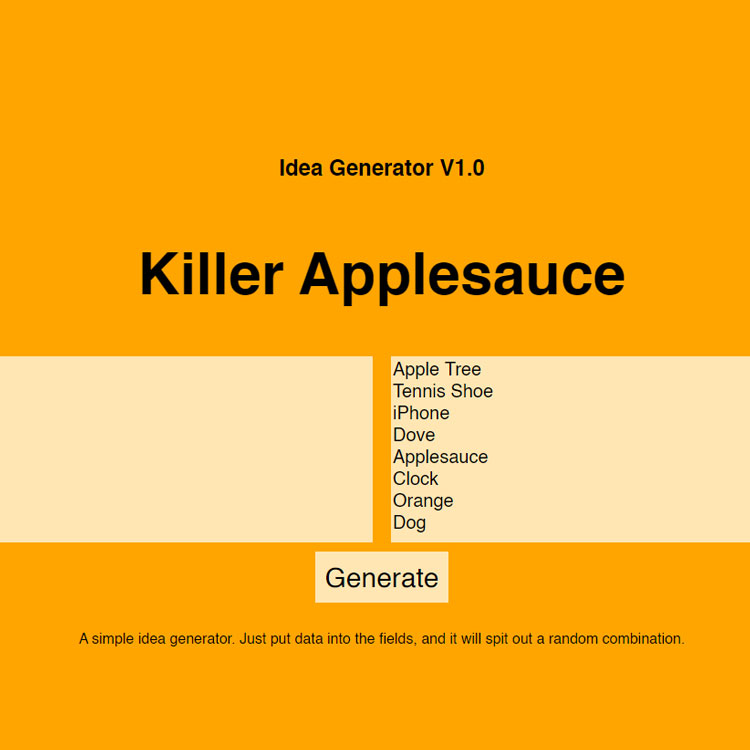 Idea Generator V1.0
Killer Applesauce
Apple Tree
Tennis Shoe
iPhone
Dove
Applesauce
Clock
Orange
Dog
Generate
A simple idea generator. Just put data into the fields, and it will spit out a random combination.